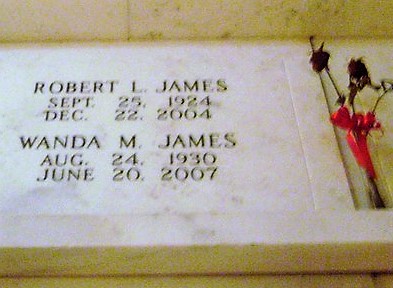 ROBERT L. JAMES
SEPT. 25, 1924
DEC. 22, 2004
WANDA M. JAMES
AUG. 24, 1930
JUNE 20, 2007